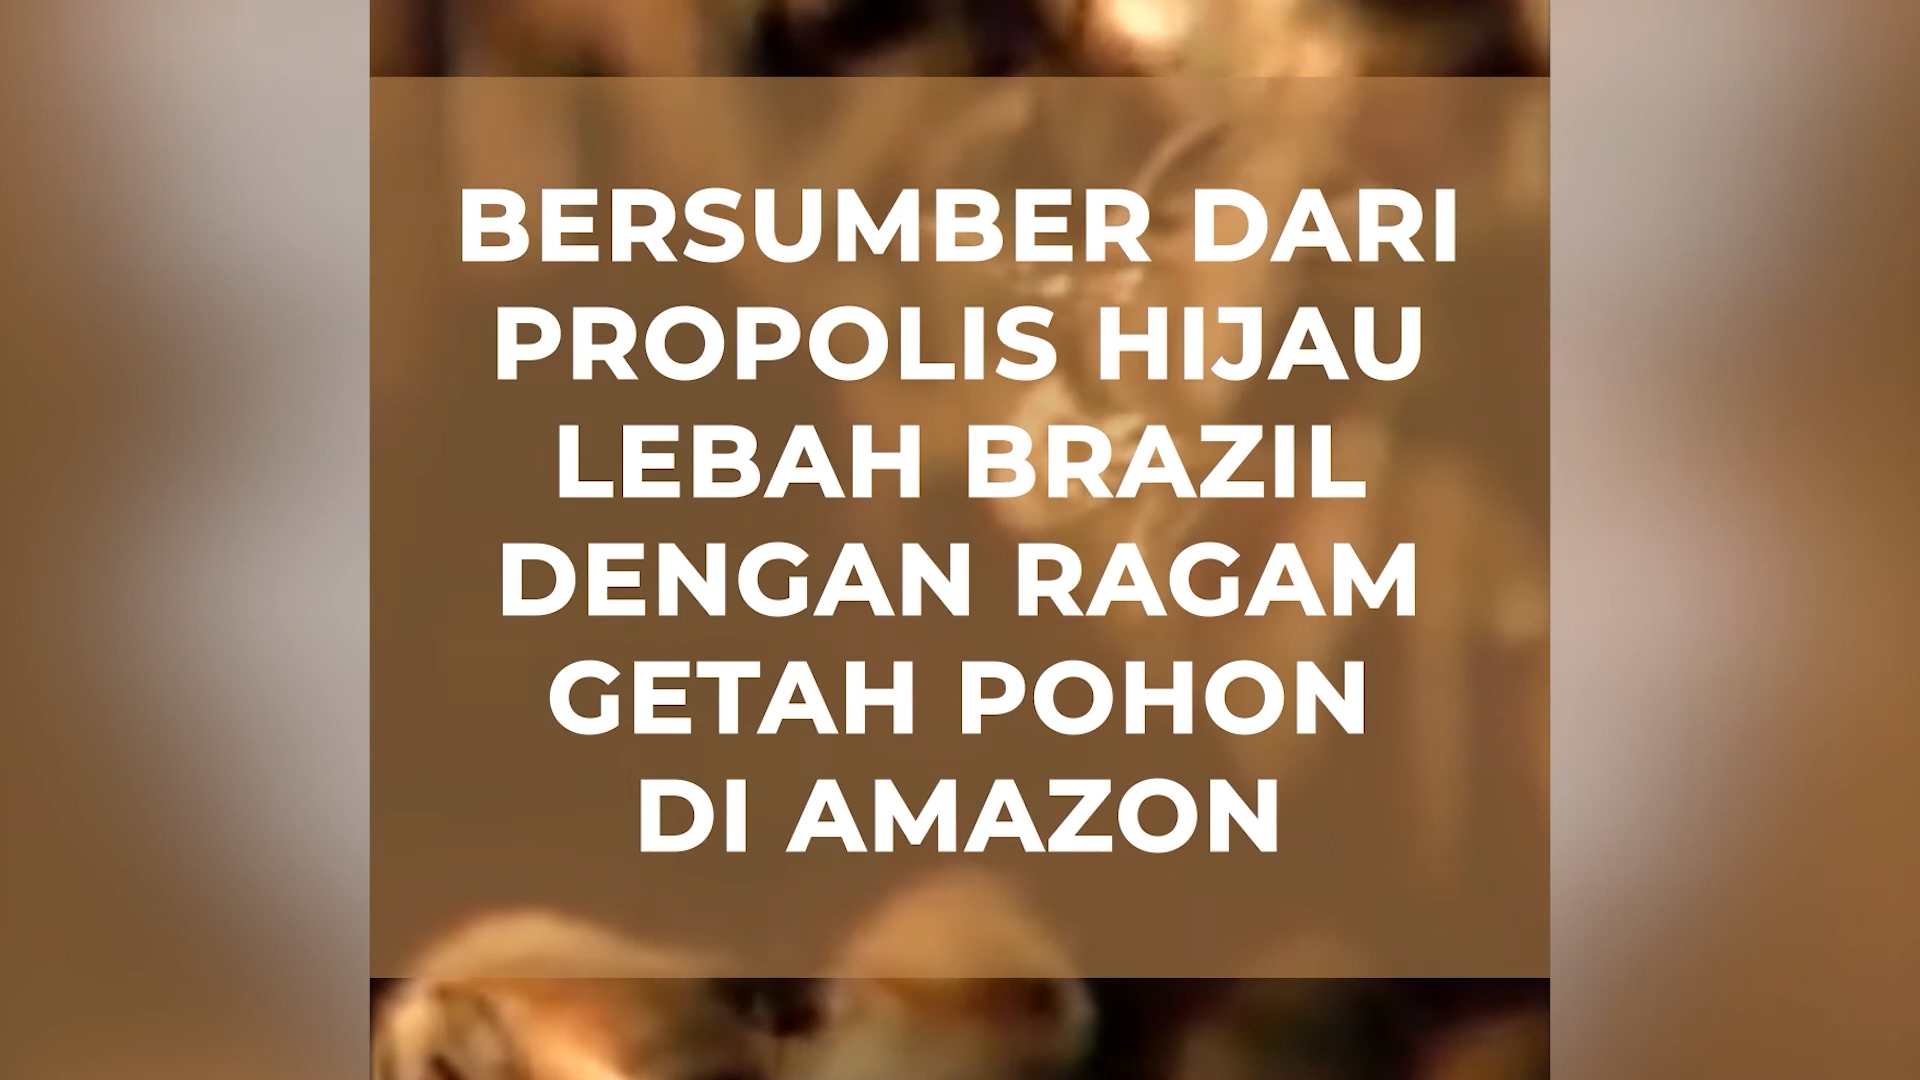 BERSUMBER DARI
PROPOLIS HIJAU
LEBAH BRAZIL
DENGAN RAGAM
GETAH POHON
DI AMAZON